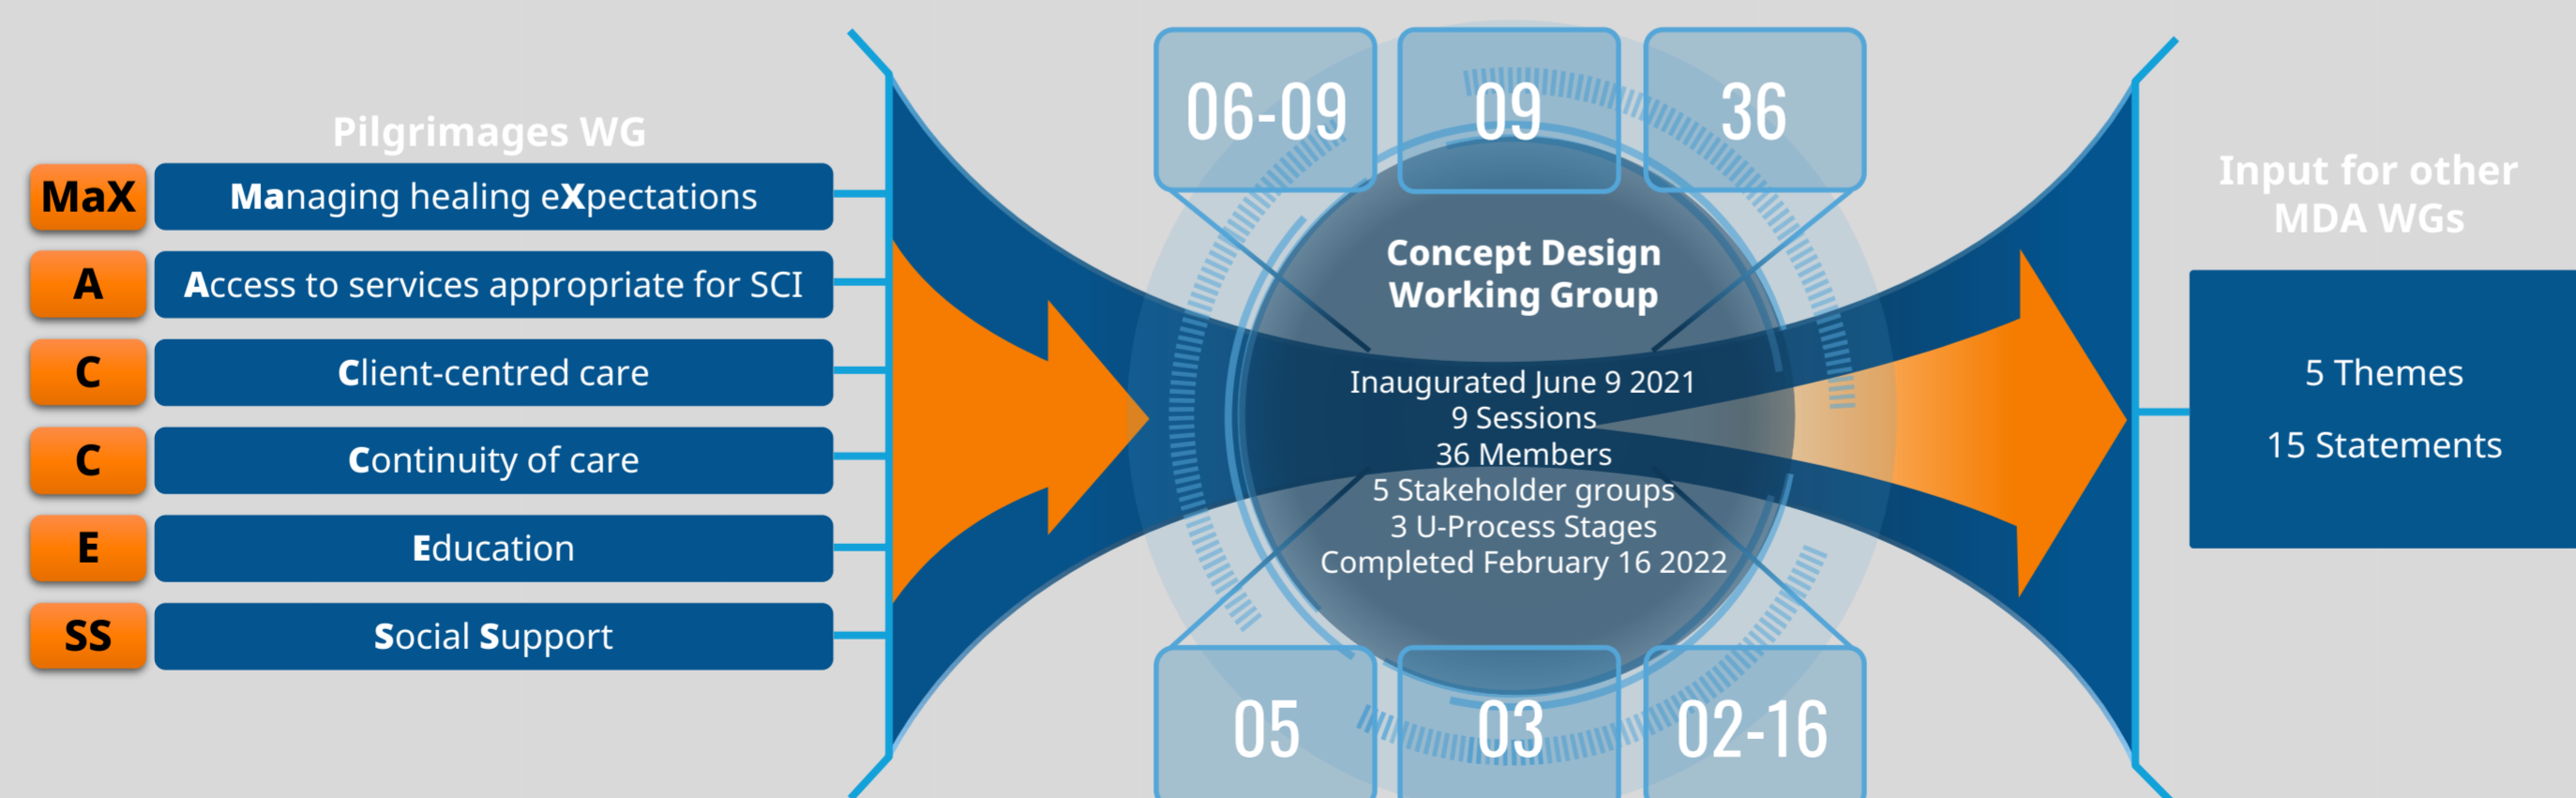 Pilgrimages WG
MaX Managing healing eXpectations
A Access to services appropriate for SCI
C Client-centred care
C Continuity of care
E Education
SS Social Support
06-09 09 36
Concept Design
Working Group
Inaugurated June 9 2021
9 Sessions
36 Members
5 Stakeholder groups
3 U-Process Stages
Completed February 16 2022
05 03 02-16
Input for other
MDA WGs
5 Themes
15 Statements